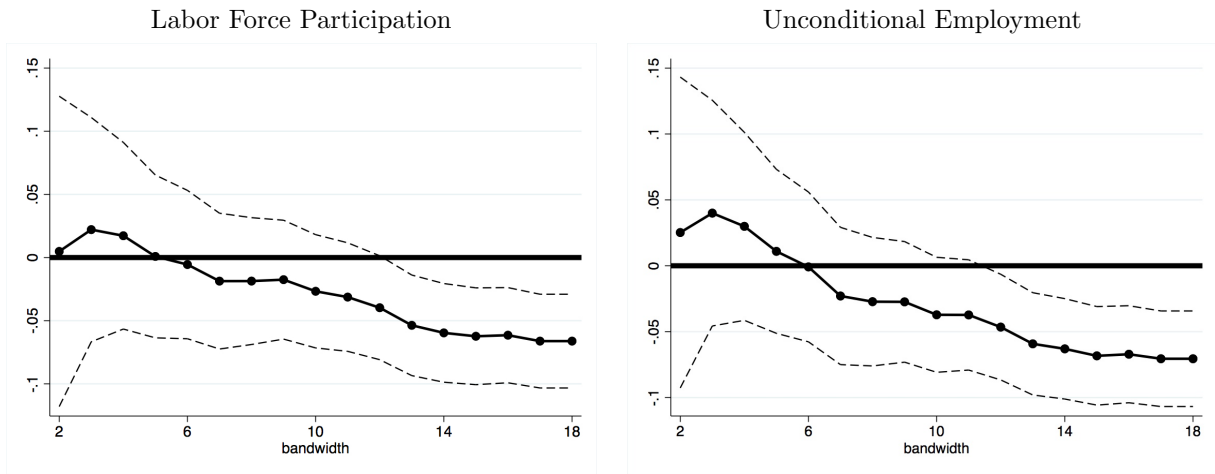 Labor Force Participation
.15
.1
.05
0
-.05
-.1
2 6 10 14 18
bandwidth
Unconditional Employment
.15
.1
.05
0
-.05
-.1
2 6 10 14 18
bandwidth